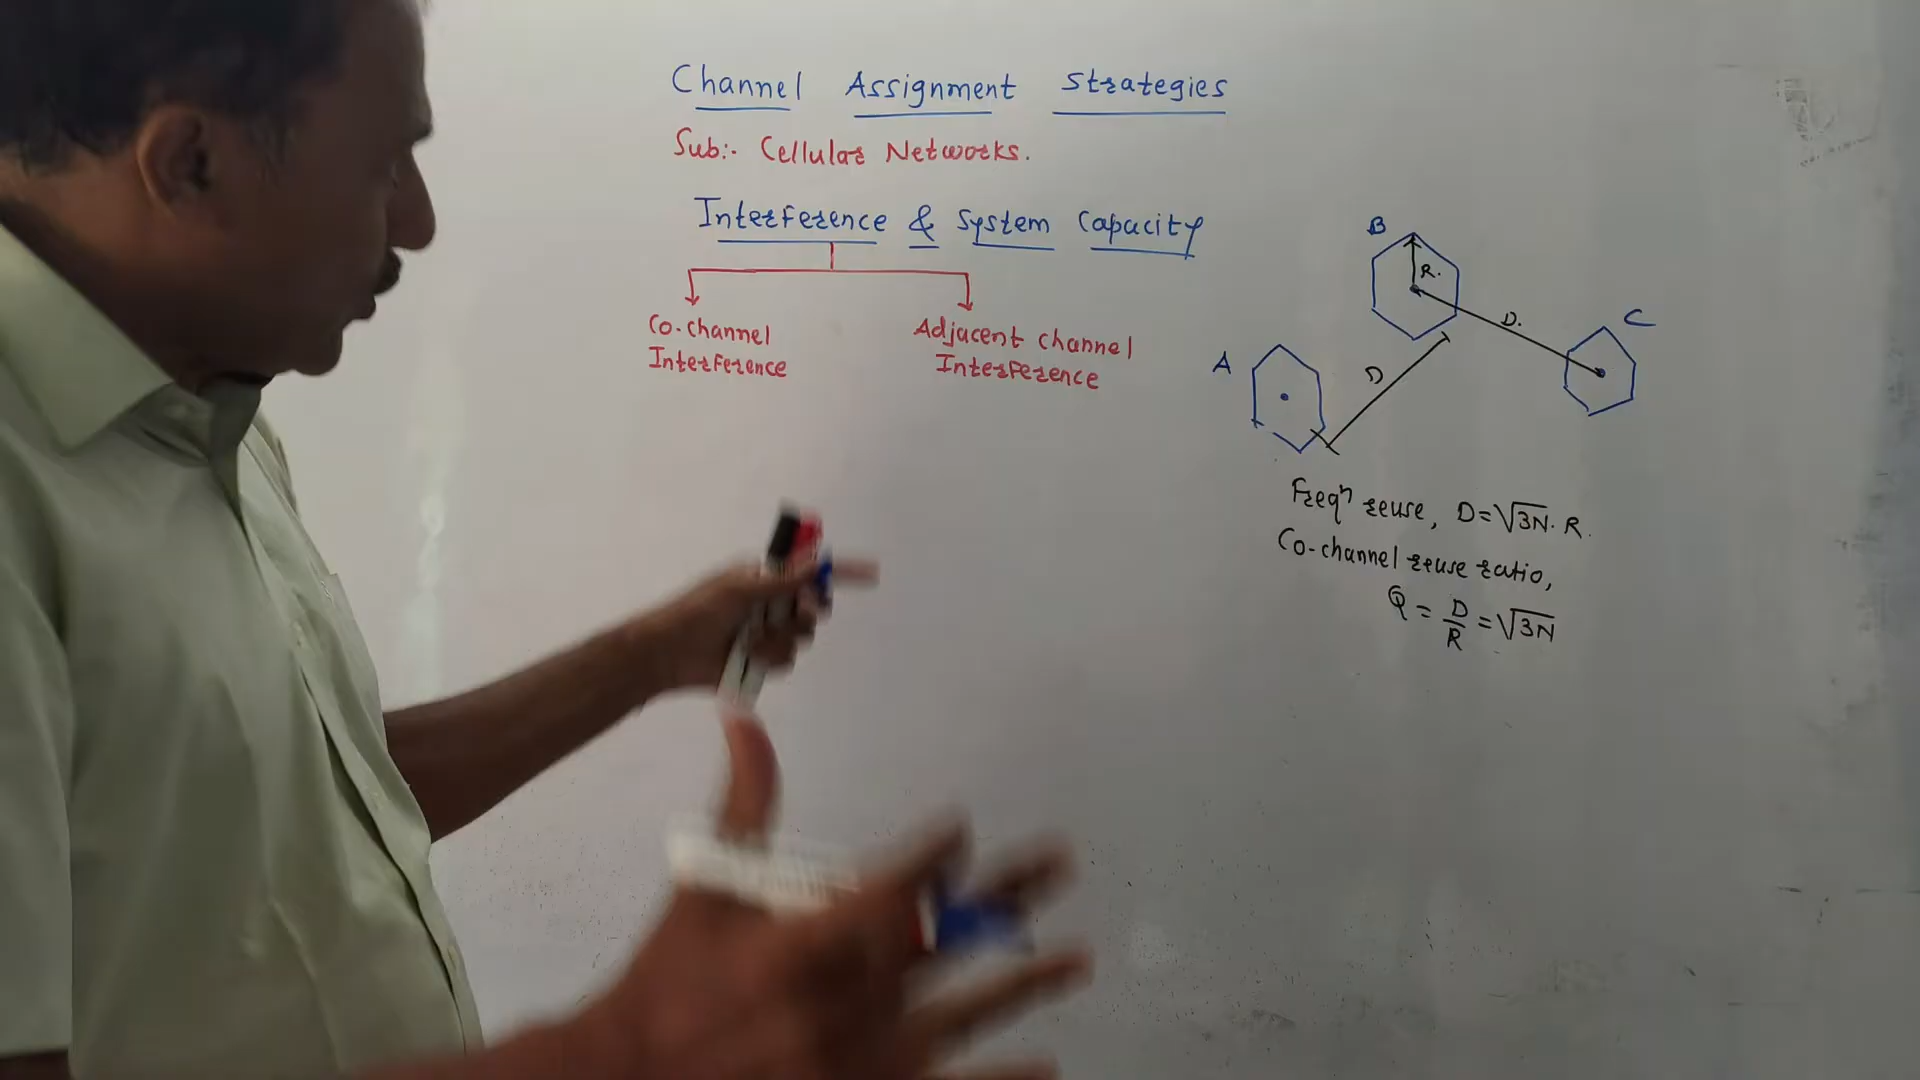 Channel Assignment Strategies
Sub:- Cellular Networks.
Interference & System Capacity
Co-channel
Interference
Adjacent channel
Interference
B
R.
D.
C
A
D
Freqⁿ reuse, D=√3N. R.
Co-channel reuse ratio,
Q = D/R = √3N